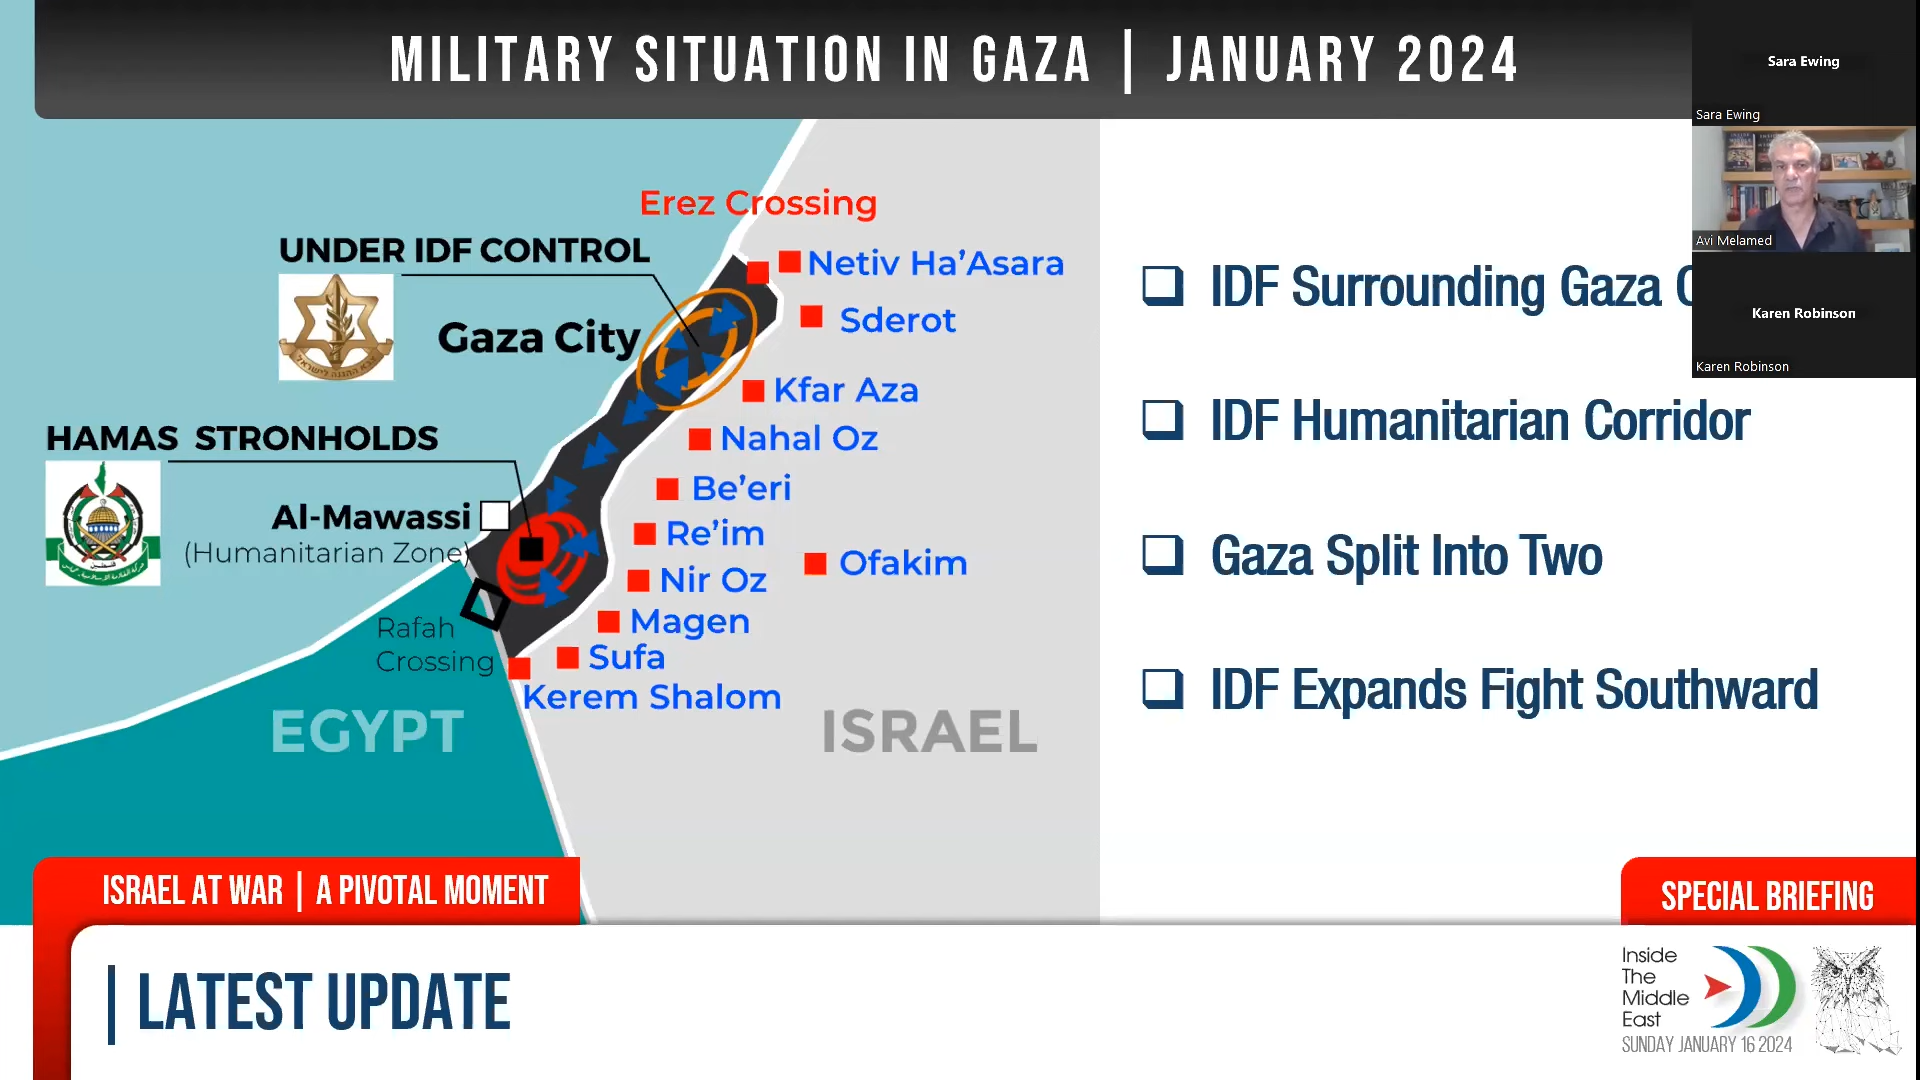 MILITARY SITUATION IN GAZA | JANUARY 2024
Sara Ewing
Sara Ewing
Avi Melamed
Karen Robinson
Karen Robinson
Erez Crossing
UNDER IDF CONTROL
Netiv Ha’Asara
Gaza City
Sderot
Kfar Aza
HAMAS STRONHOLDS
Nahal Oz
Be’eri
Al-Mawassi
(Humanitarian Zone)
Re’im
Ofakim
Nir Oz
Magen
Rafah
Crossing
Sufa
Kerem Shalom
EGYPT
ISRAEL
IDF Surrounding Gaza
IDF Humanitarian Corridor
Gaza Split Into Two
IDF Expands Fight Southward
ISRAEL AT WAR | A PIVOTAL MOMENT
SPECIAL BRIEFING
LATEST UPDATE
Inside
The
Middle
East
SUNDAY JANUARY 16 2024